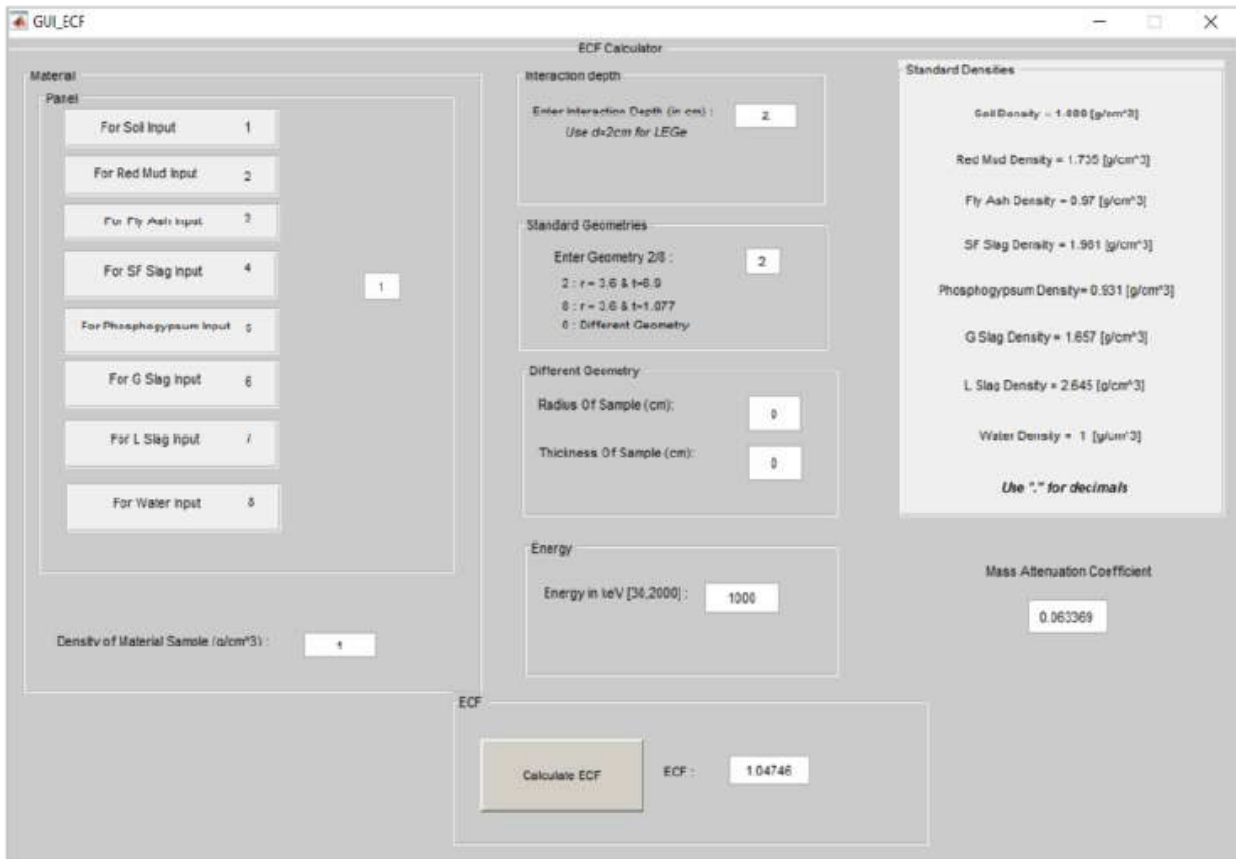 GUI_ECF
ECF Calculator
Material
Panel
For Soil Input 1
For Red Mud Input 2
For Fly Ash Input 3
For SF Slag Input 4
For Phosphogypsum Input 5
For G Slag Input 6
For L Slag Input 7
For Water Input 8
1
Density of Material Sample (g/cm^3) : 1
Interaction depth
Enter Interaction Depth (in cm) : 2
Use d=2cm for LEGe
Standard Geometries
Enter Geometry 2/8 : 2
2 : r = 3.6 & t=6.9
8 : r = 3.6 & t=1.077
0 : Different Geometry
Different Geometry
Radius Of Sample (cm): 0
Thickness Of Sample (cm): 0
Energy
Energy in keV [30,2000] : 1000
ECF
Calculate ECF
ECF : 1.04746
Standard Densities
Soil Density = [g/cm^3]
Red Mud Density = 1.735 [g/cm^3]
Fly Ash Density = 0.97 [g/cm^3]
SF Slag Density = 1.961 [g/cm^3]
Phosphogypsum Density= 0.931 [g/cm^3]
G Slag Density = 1.657 [g/cm^3]
L Slag Density = 2.645 [g/cm^3]
Water Density = 1 [g/cm^3]
Use "." for decimals
Mass Attenuation Coefficient
0.063369